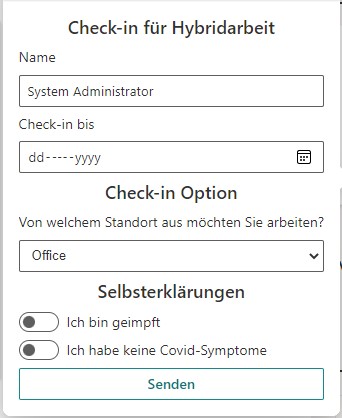 Check-in für Hybridarbeit
Name
System Administrator
Check-in bis
dd-----yyyy
Check-in Option
Von welchem Standort aus möchten Sie arbeiten?
Office
Selbsterklärungen
Ich bin geimpft
Ich habe keine Covid-Symptome
Senden